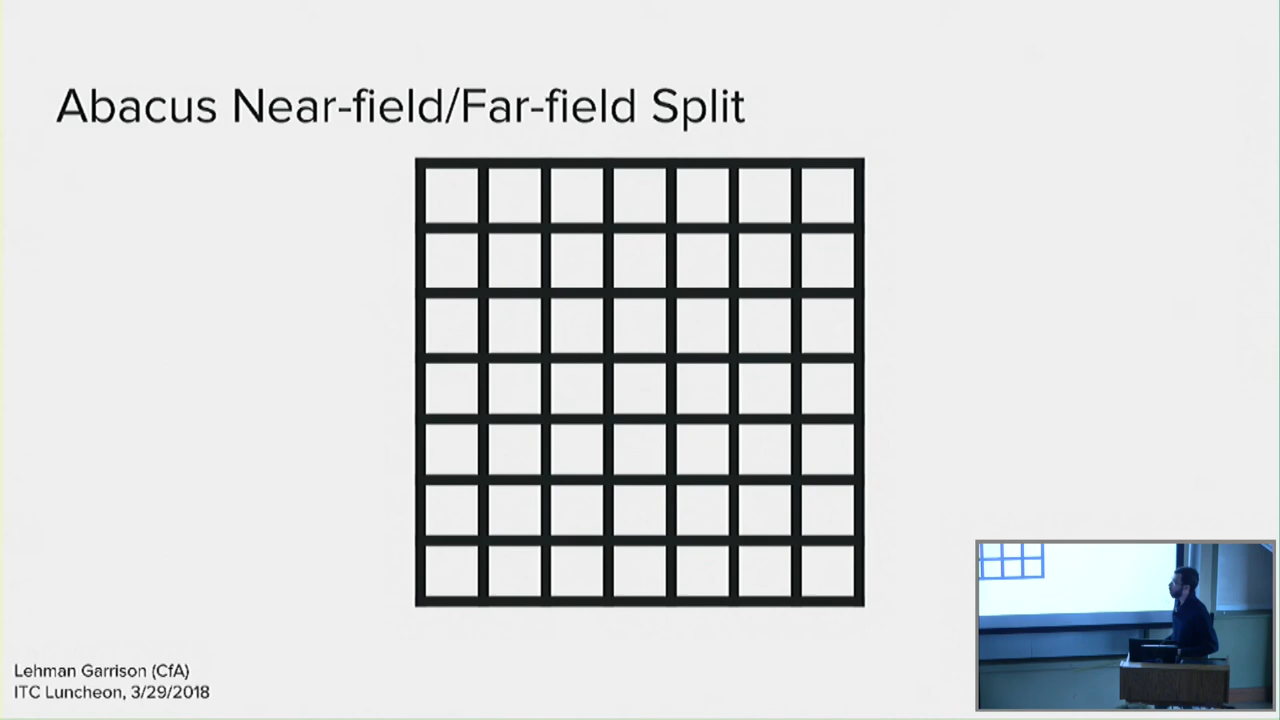 Abacus Near-field/Far-field Split
Lehman Garrison (CfA)
ITC Luncheon, 3/29/2018